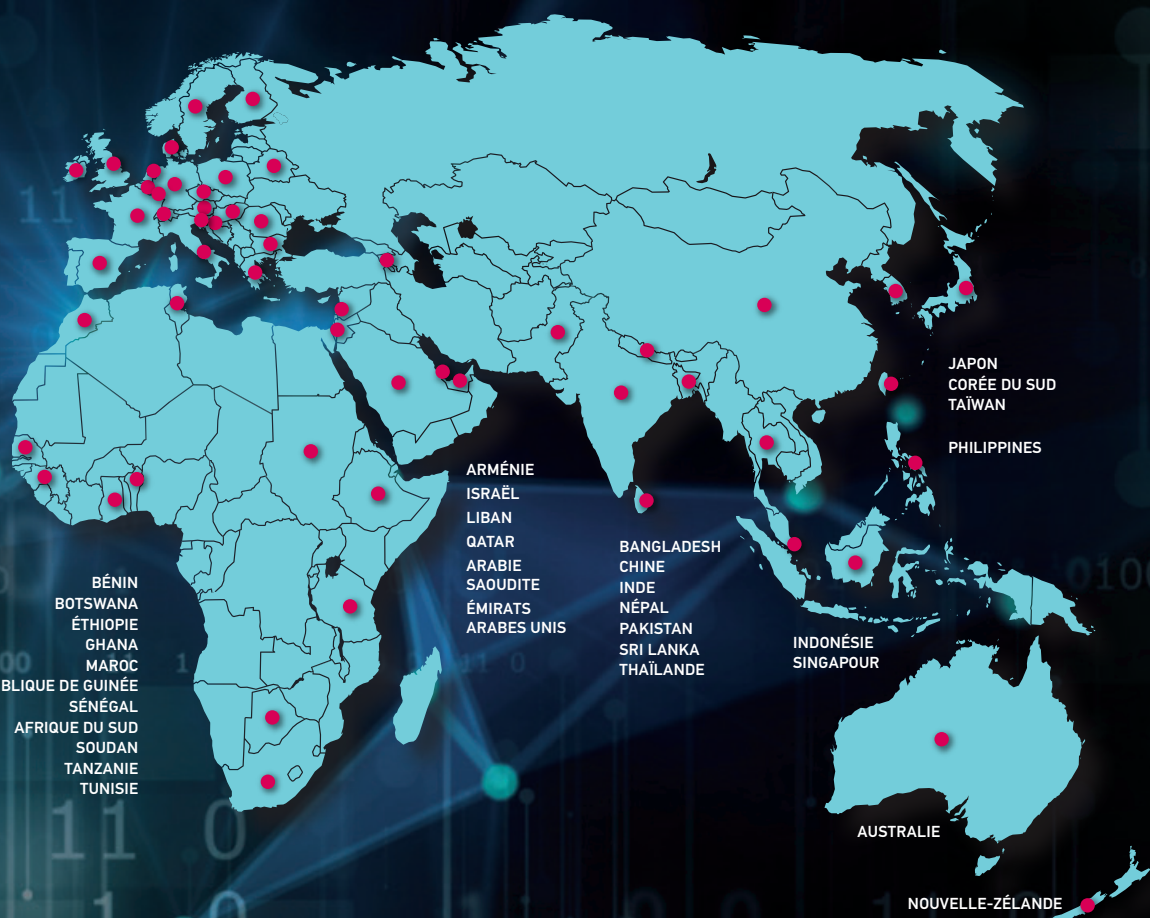 JAPON
CORÉE DU SUD
TAÏWAN
PHILIPPINES
ARMÉNIE
ISRAËL
LIBAN
QATAR
ARABIE
SAOUDITE
ÉMIRATS
ARABES UNIS
BANGLADESH
CHINE
INDE
NÉPAL
PAKISTAN
SRI LANKA
THAÏLANDE
BÉNIN
BOTSWANA
ÉTHIOPIE
GHANA
MAROC
BLIQUE DE GUINÉE
SÉNÉGAL
AFRIQUE DU SUD
SOUDAN
TANZANIE
TUNISIE
INDONÉSIE
SINGAPOUR
AUSTRALIE
NOUVELLE-ZÉLANDE